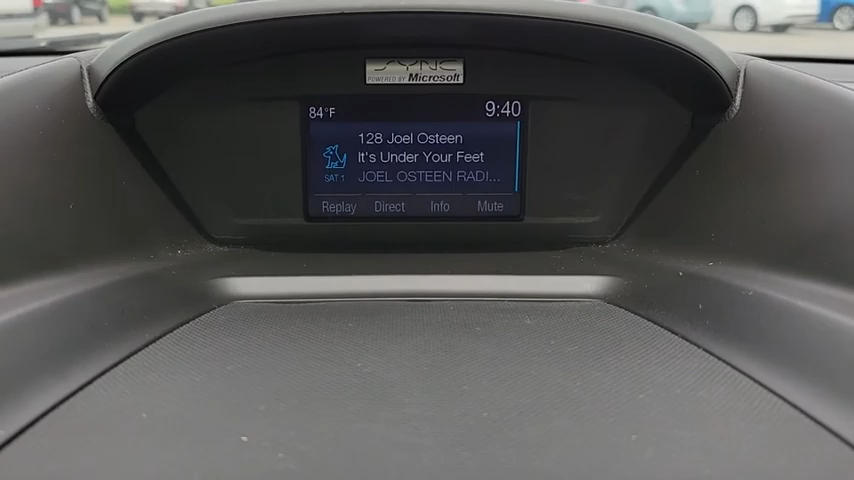 SYNC
POWERED BY Microsoft
84°F 9:40
128 Joel Osteen
It's Under Your Feet
SAT 1 JOEL OSTEEN RADI...
Replay Direct Info Mute